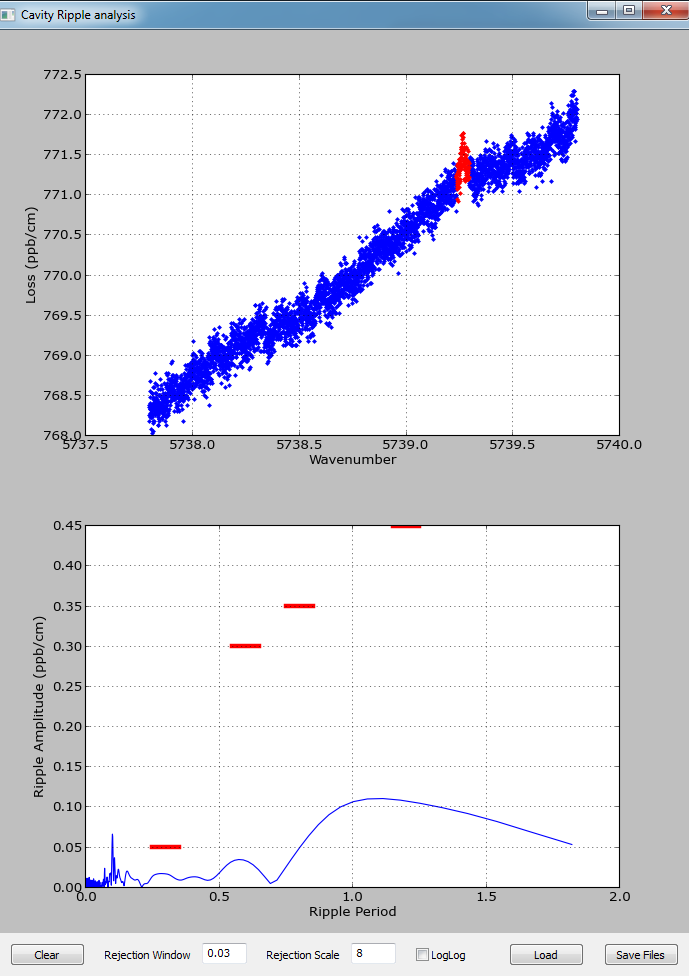 Cavity Ripple analysis
772.5
772.0
771.5
771.0
770.5
770.0
769.5
769.0
768.5
768.0
Loss (ppb/cm)
5737.5 5738.0 5738.5 5739.0 5739.5 5740.0
Wavenumber
0.45
0.40
0.35
0.30
0.25
0.20
0.15
0.10
0.05
0.00
Ripple Amplitude (ppb/cm)
0.0 0.5 1.0 1.5 2.0
Ripple Period
Clear Rejection Window 0.03 Rejection Scale 8 LogLog Load Save Files